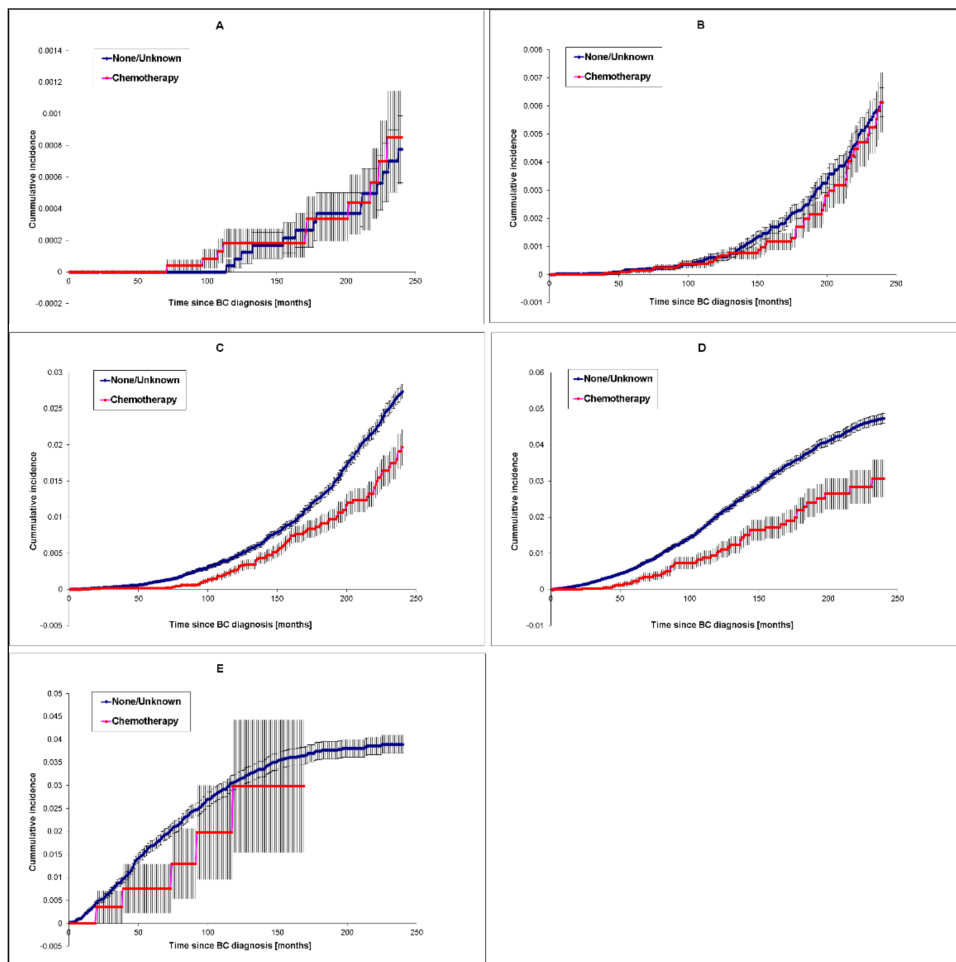 A
0.0014
0.0012
0.001
0.0008
0.0006
0.0004
0.0002
0
-0.0002
Cummulative incidence
None/Unknown
Chemotherapy
0 50 100 150 200 250
Time since BC diagnosis [months]
B
0.008
0.007
0.006
0.005
0.004
0.003
0.002
0.001
0
-0.001
Cummulative incidence
None/Unknown
Chemotherapy
0 50 100 150 200 250
Time since BC diagnosis [months]
C
0.03
0.025
0.02
0.015
0.01
0.005
0
-0.005
Cummulative incidence
None/Unknown
Chemotherapy
0 50 100 150 200 250
Time since BC diagnosis [months]
D
0.06
0.05
0.04
0.03
0.02
0.01
0
-0.01
Cummulative incidence
None/Unknown
Chemotherapy
0 50 100 150 200 250
Time since BC diagnosis [months]
E
0.05
0.045
0.04
0.035
0.03
0.025
0.02
0.015
0.01
0.005
0
-0.005
Cummulative incidence
None/Unknown
Chemotherapy
0 50 100 150 200 250
Time since BC diagnosis [months]